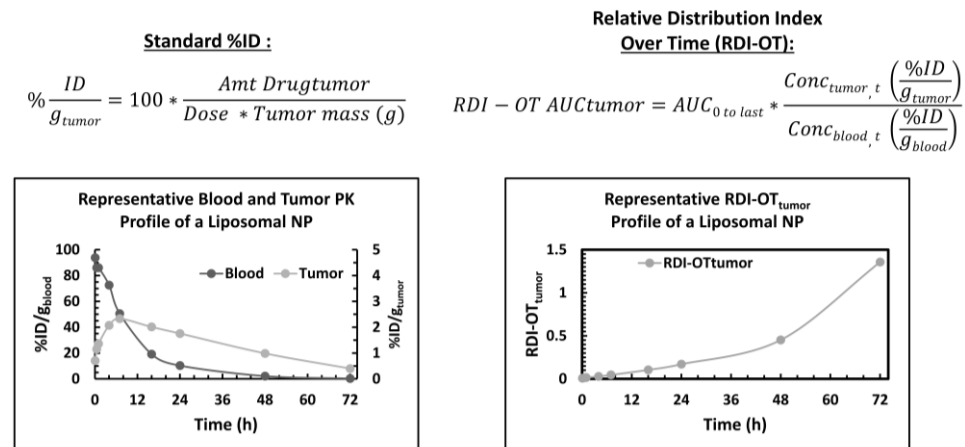 Standard %ID :
% ID / g_tumor = 100 * Amt Drugtumor / Dose * Tumor mass (g)
Relative Distribution Index
Over Time (RDI-OT):
RDI − OT AUCtumor = AUC_0 to last * Conc_tumor, t (%ID / g_tumor) / Conc_blood, t (%ID / g_blood)
Representative Blood and Tumor PK
Profile of a Liposomal NP
Blood
Tumor
%ID/g_blood
100
80
60
40
20
0
%ID/g_tumor
5
4
3
2
1
0
0 12 24 36 48 60 72
Time (h)
Representative RDI-OT_tumor
Profile of a Liposomal NP
RDI-OTtumor
RDI-OT_tumor
1.5
1
0.5
0
0 12 24 36 48 60 72
Time (h)